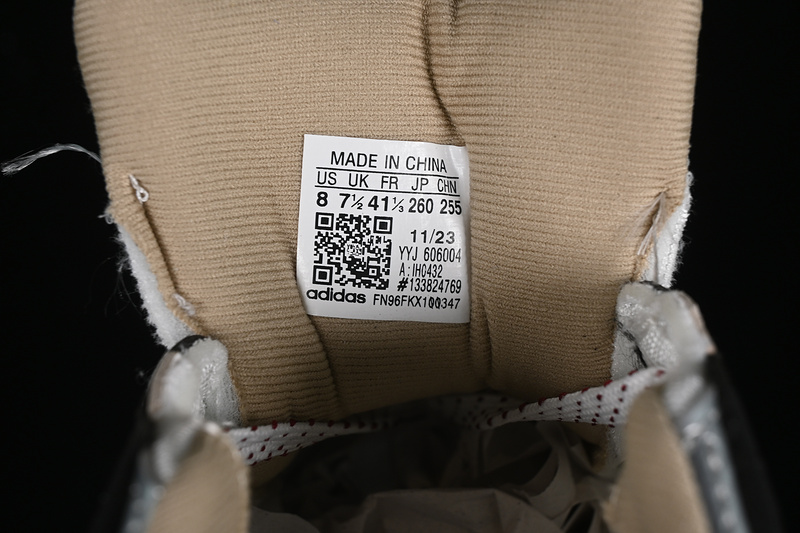 MADE IN CHINA
US UK FR JP CHN
8 7½ 41⅓ 260 255
11/23
YYJ 606004
A:IH0432
#133824769
adidas FN96FKX100347